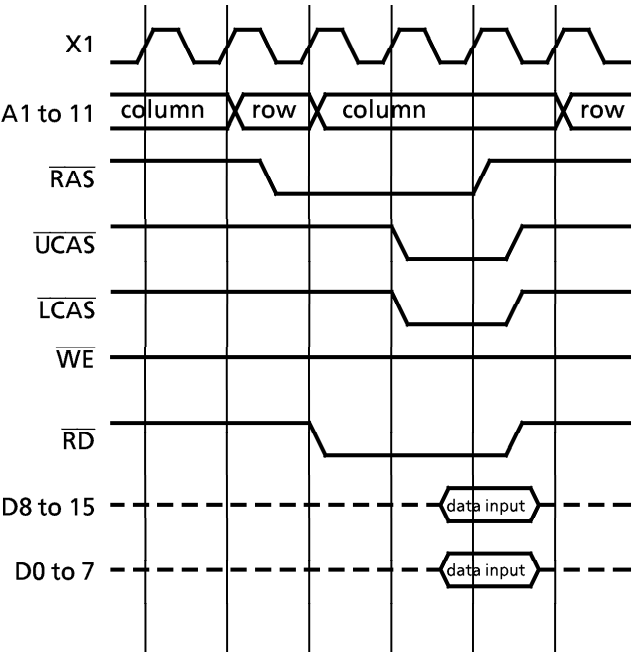 X1
A1 to 11 column row column row
RAS
UCAS
LCAS
WE
RD
D8 to 15 data input
D0 to 7 data input